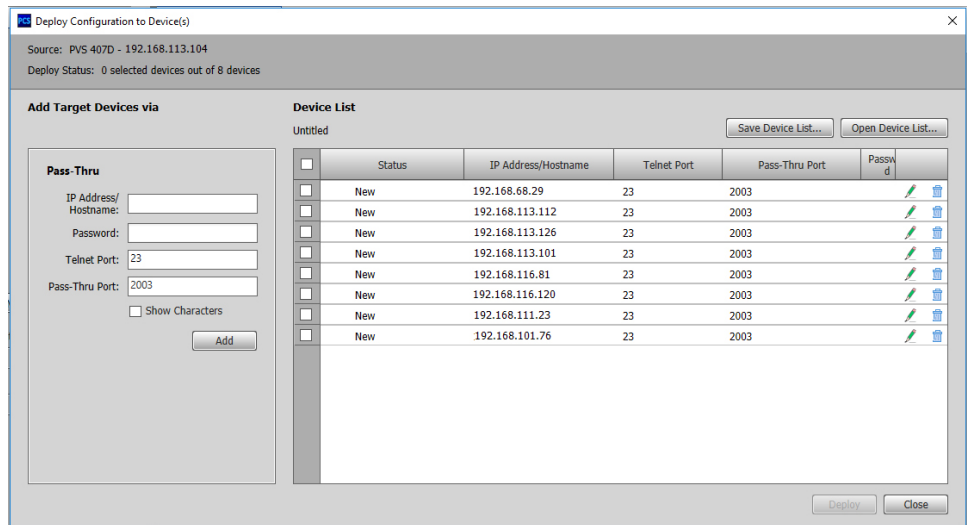 PCS Deploy Configuration to Device(s)
Source: PVS 407D - 192.168.113.104
Deploy Status: 0 selected devices out of 8 devices
Add Target Devices via
Device List
Untitled
Save Device List...
Open Device List...
Pass-Thru
IP Address/
Hostname:
Password:
Telnet Port: 23
Pass-Thru Port: 2003
Show Characters
Add
Status IP Address/Hostname Telnet Port Pass-Thru Port Passw
d
New 192.168.68.29 23 2003
New 192.168.113.112 23 2003
New 192.168.113.126 23 2003
New 192.168.113.101 23 2003
New 192.168.116.81 23 2003
New 192.168.116.120 23 2003
New 192.168.111.23 23 2003
New 192.168.101.76 23 2003
Deploy
Close